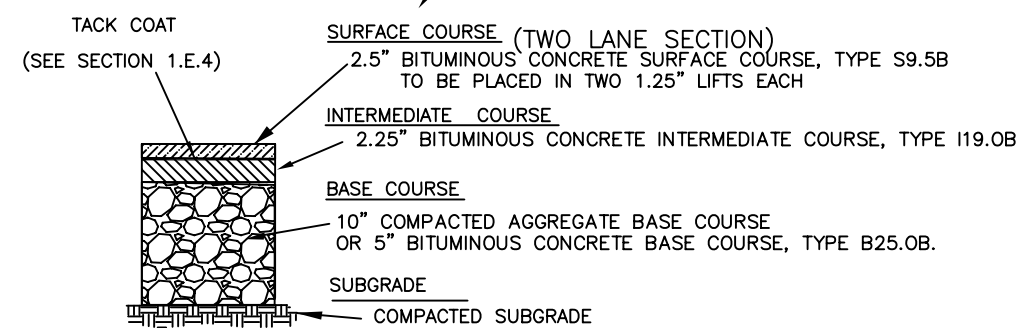 TACK COAT
(SEE SECTION 1.E.4)
SURFACE COURSE (TWO LANE SECTION)
2.5" BITUMINOUS CONCRETE SURFACE COURSE, TYPE S9.5B
TO BE PLACED IN TWO 1.25" LIFTS EACH
INTERMEDIATE COURSE
2.25" BITUMINOUS CONCRETE INTERMEDIATE COURSE, TYPE I19.0B
BASE COURSE
10" COMPACTED AGGREGATE BASE COURSE
OR 5" BITUMINOUS CONCRETE BASE COURSE, TYPE B25.0B.
SUBGRADE
COMPACTED SUBGRADE